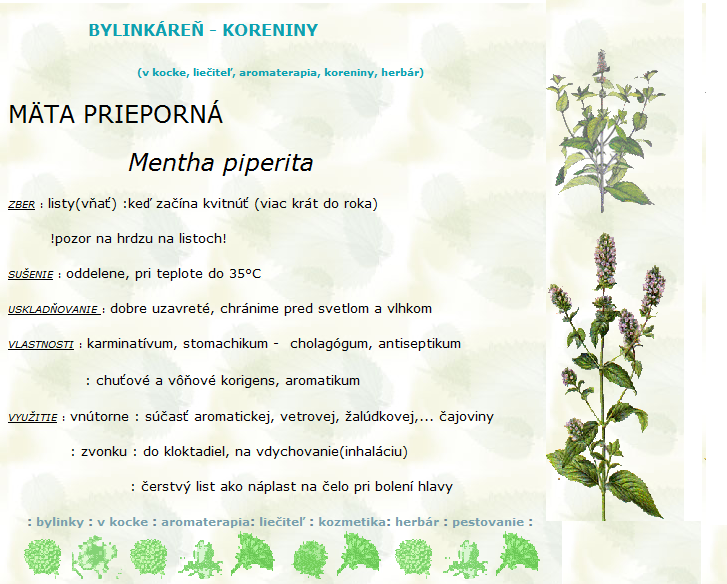 BYLINKÁREŇ - KORENINY
(v kocke, liečiteľ, aromaterapia, koreniny, herbár)
MÄTA PRIEPORNÁ
Mentha piperita
ZBER : listy(vňať) :keď začína kvitnúť (viac krát do roka)
!pozor na hrdzu na listoch!
SUŠENIE : oddelene, pri teplote do 35°C
USKLADŇOVANIE : dobre uzavreté, chránime pred svetlom a vlhkom
VLASTNOSTI : karminatívum, stomachikum - cholagógum, antiseptikum
: chuťové a vôňové korigens, aromatikum
VYUŽITIE : vnútorne : súčasť aromatickej, vetrovej, žalúdkovej,... čajoviny
: zvonku : do kloktadiel, na vdychovanie(inhaláciu)
: čerstvý list ako náplast na čelo pri bolení hlavy
: bylinky : v kocke : aromaterapia: liečiteľ : kozmetika: herbár : pestovanie :